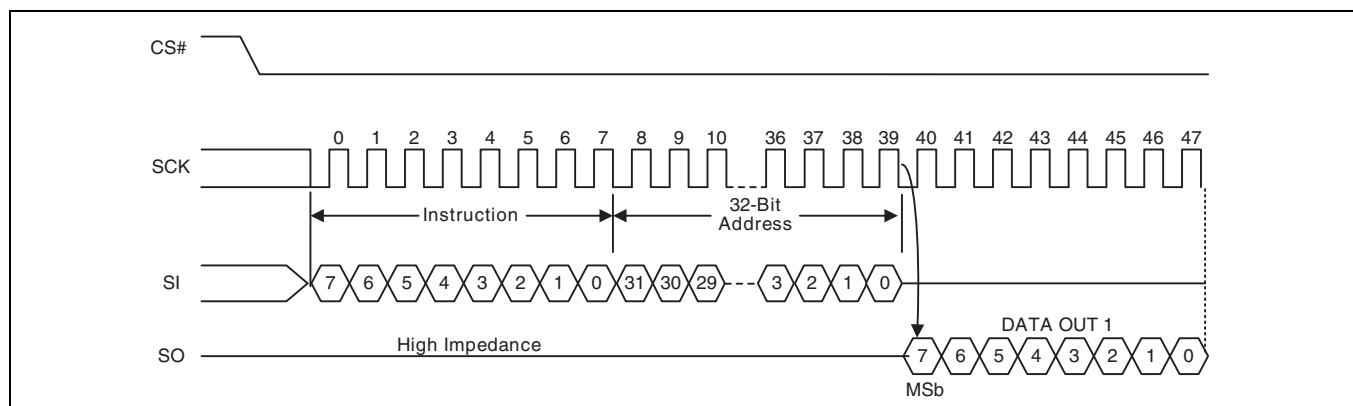 CS#
0 1 2 3 4 5 6 7 8 9 10 36 37 38 39 40 41 42 43 44 45 46 47
SCK
Instruction
32-Bit
Address
SI
7 6 5 4 3 2 1 0 31 30 29 3 2 1 0
DATA OUT 1
SO
High Impedance
7 6 5 4 3 2 1 0
MSb